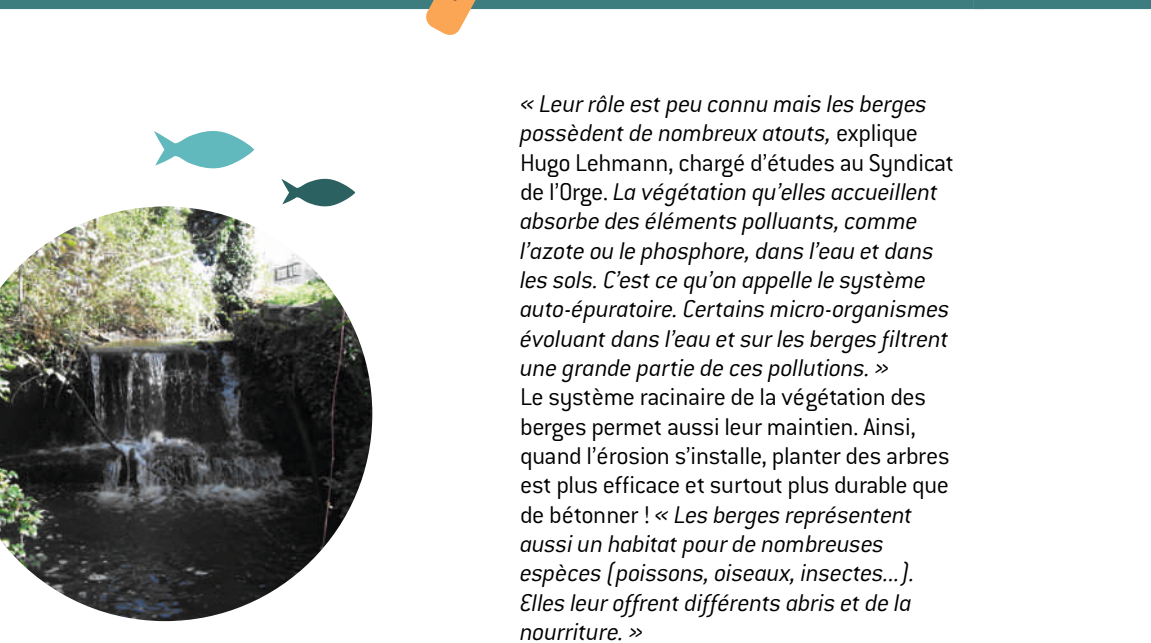 « Leur rôle est peu connu mais les berges
possèdent de nombreux atouts, explique
Hugo Lehmann, chargé d’études au Syndicat
de l’Orge. La végétation qu’elles accueillent
absorbe des éléments polluants, comme
l’azote ou le phosphore, dans l’eau et dans
les sols. C’est ce qu’on appelle le système
auto-épuratoire. Certains micro-organismes
évoluant dans l’eau et sur les berges filtrent
une grande partie de ces pollutions. »
Le système racinaire de la végétation des
berges permet aussi leur maintien. Ainsi,
quand l’érosion s’installe, planter des arbres
est plus efficace et surtout plus durable que
de bétonner ! « Les berges représentent
aussi un habitat pour de nombreuses
espèces (poissons, oiseaux, insectes...).
Elles leur offrent différents abris et de la
nourriture. »